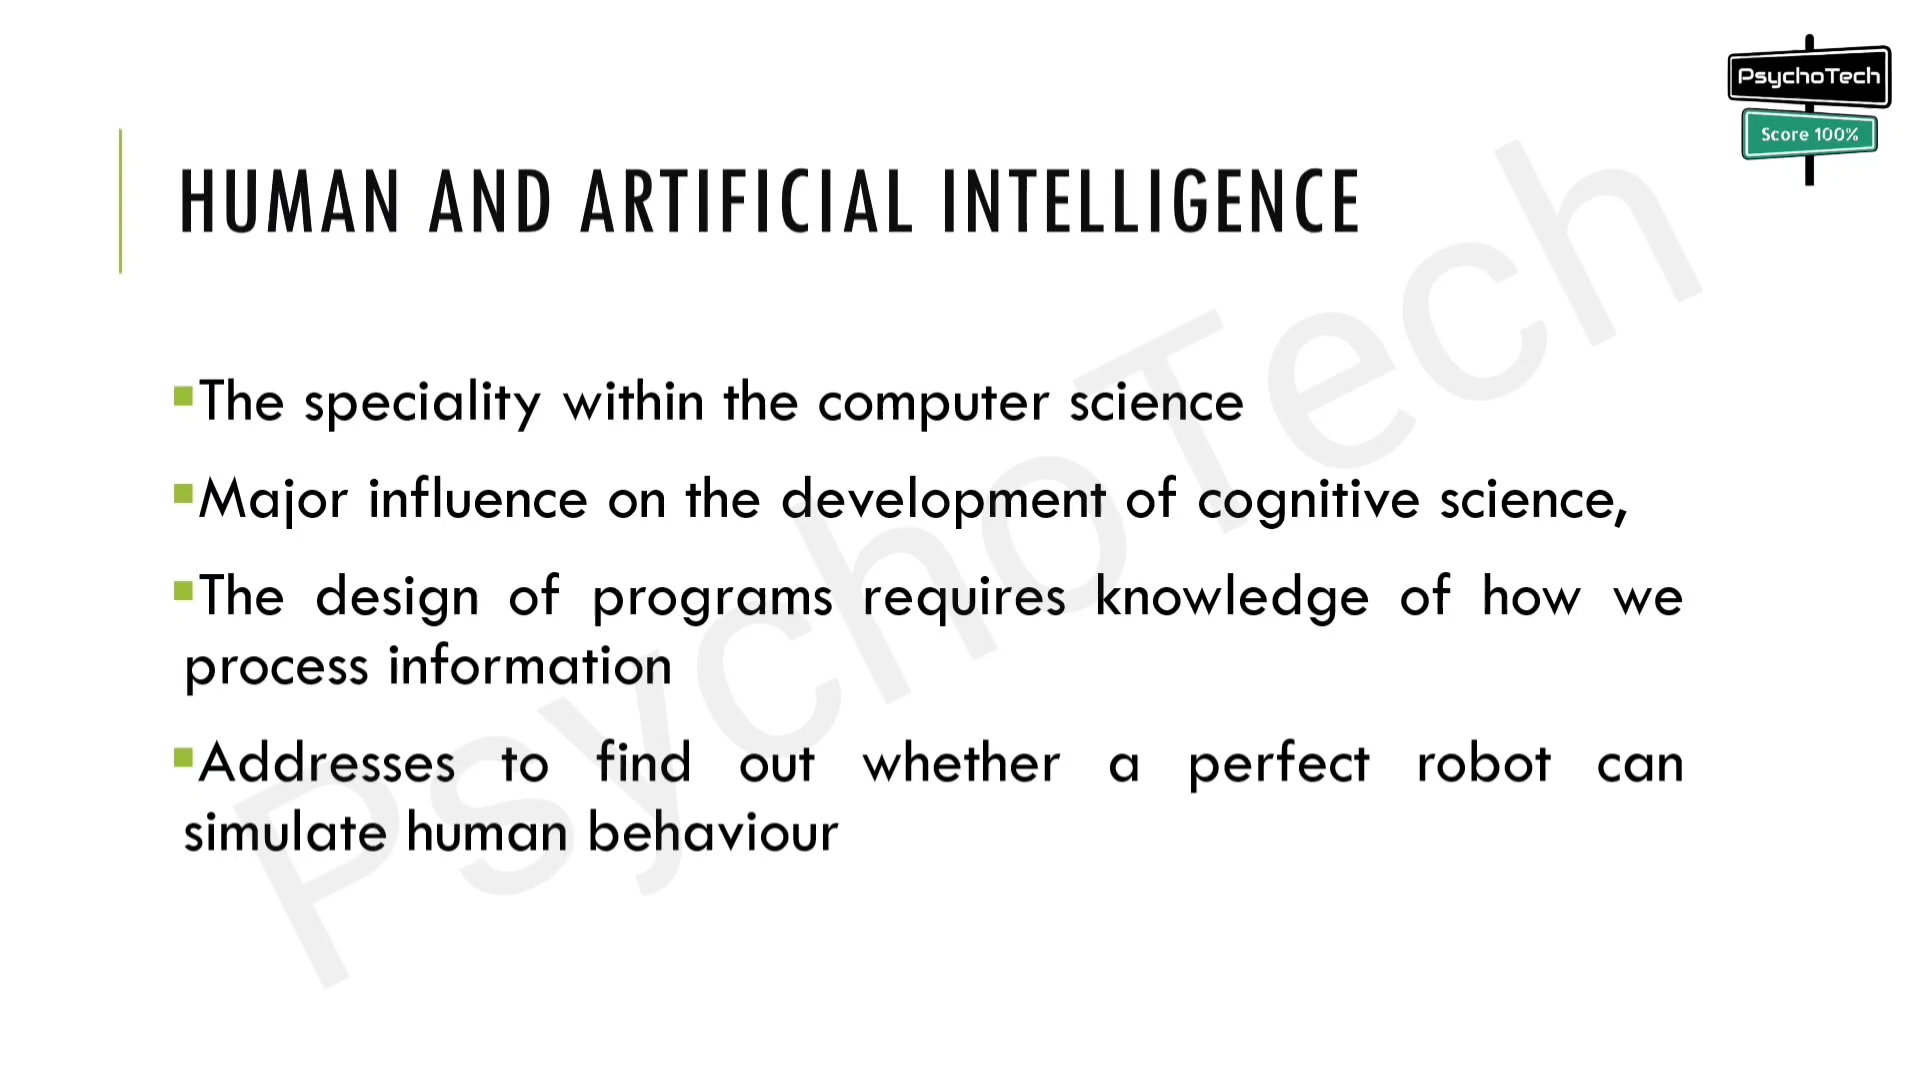 PsychoTech
Score 100%
HUMAN AND ARTIFICIAL INTELLIGENCE
▪The speciality within the computer science
▪Major influence on the development of cognitive science,
▪The design of programs requires knowledge of how we
process information
▪Addresses to find out whether a perfect robot can
simulate human behaviour
PsychoTech